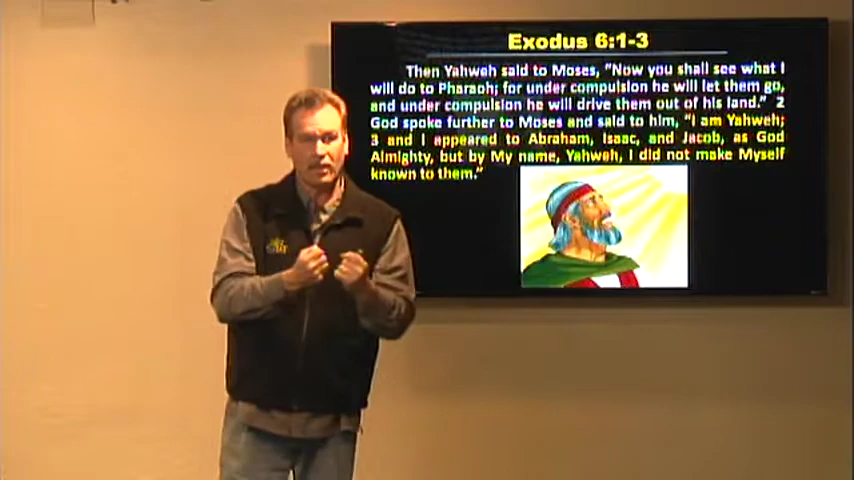 Exodus 6:1-3
Then Yahweh said to Moses, “Now you shall see what I
will do to Pharaoh; for under compulsion he will let them go,
and under compulsion he will drive them out of his land.” 2
God spoke further to Moses and said to him, “I am Yahweh;
3 and I appeared to Abraham, Isaac, and Jacob, as God
Almighty, but by My name, Yahweh, I did not make Myself
known to them.”